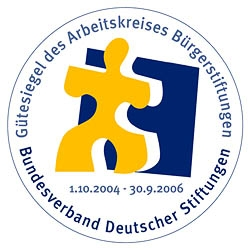 Gütesiegel des Arbeitskreises Bürgerstiftungen
1.10.2004 - 30.9.2006
Bundesverband Deutscher Stiftungen